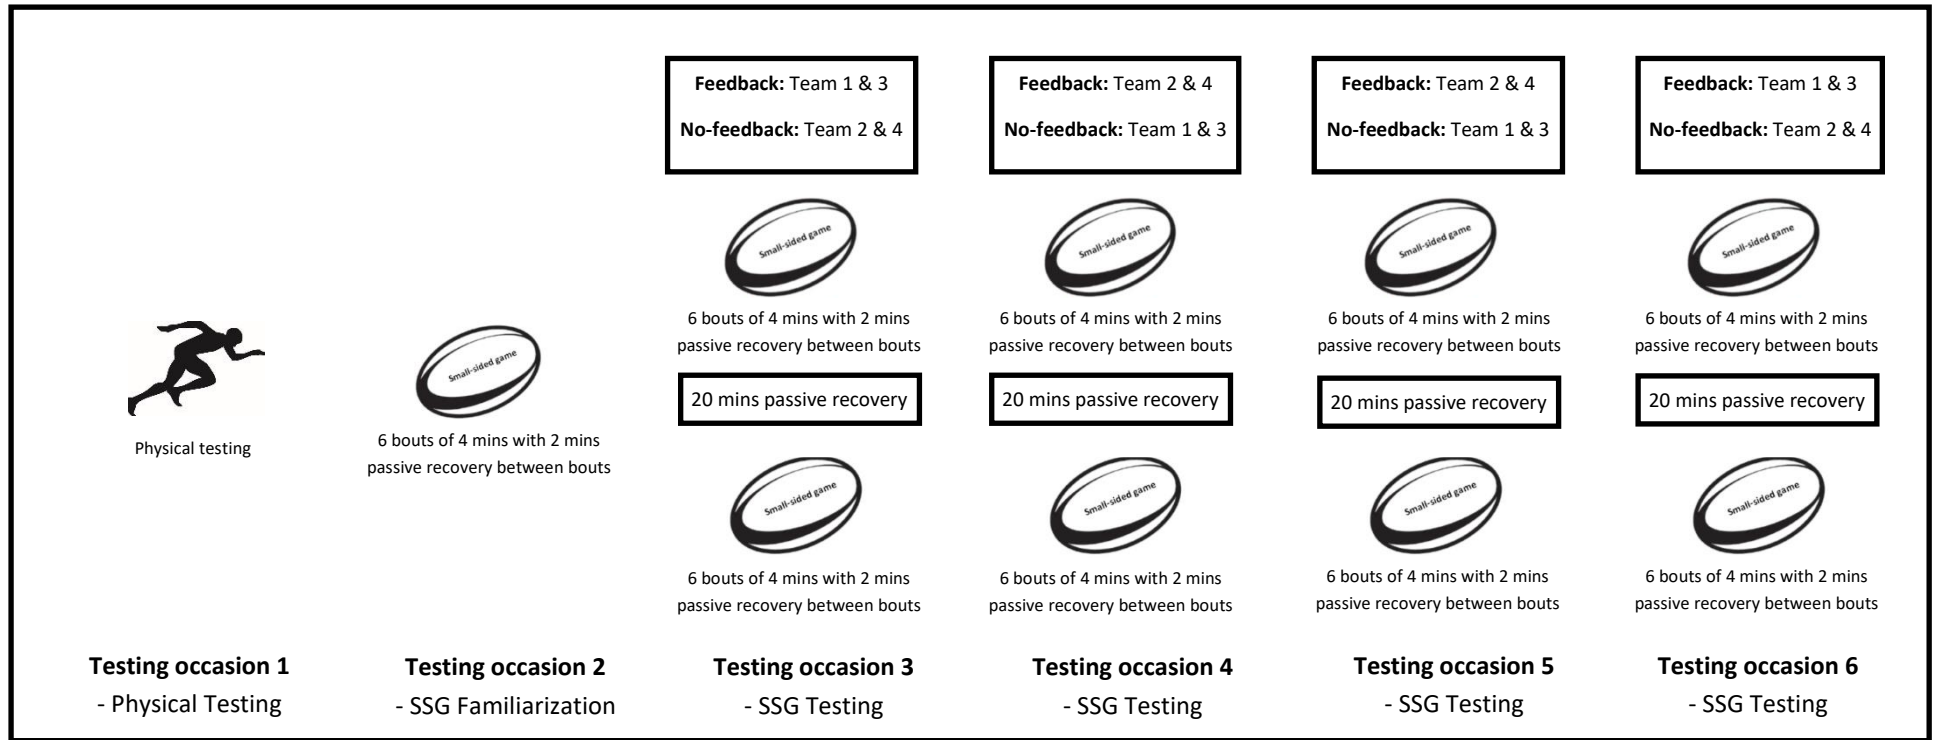 Feedback: Team 1 & 3
No-feedback: Team 2 & 4
Feedback: Team 2 & 4
No-feedback: Team 1 & 3
Feedback: Team 2 & 4
No-feedback: Team 1 & 3
Feedback: Team 1 & 3
No-feedback: Team 2 & 4
Small-sided game
Small-sided game
Small-sided game
Small-sided game
6 bouts of 4 mins with 2 mins
passive recovery between bouts
6 bouts of 4 mins with 2 mins
passive recovery between bouts
6 bouts of 4 mins with 2 mins
passive recovery between bouts
6 bouts of 4 mins with 2 mins
passive recovery between bouts
Small-sided game
20 mins passive recovery
20 mins passive recovery
20 mins passive recovery
20 mins passive recovery
Physical testing
6 bouts of 4 mins with 2 mins
passive recovery between bouts
Small-sided game
Small-sided game
Small-sided game
Small-sided game
6 bouts of 4 mins with 2 mins
passive recovery between bouts
6 bouts of 4 mins with 2 mins
passive recovery between bouts
6 bouts of 4 mins with 2 mins
passive recovery between bouts
6 bouts of 4 mins with 2 mins
passive recovery between bouts
Testing occasion 1
- Physical Testing
Testing occasion 2
- SSG Familiarization
Testing occasion 3
- SSG Testing
Testing occasion 4
- SSG Testing
Testing occasion 5
- SSG Testing
Testing occasion 6
- SSG Testing